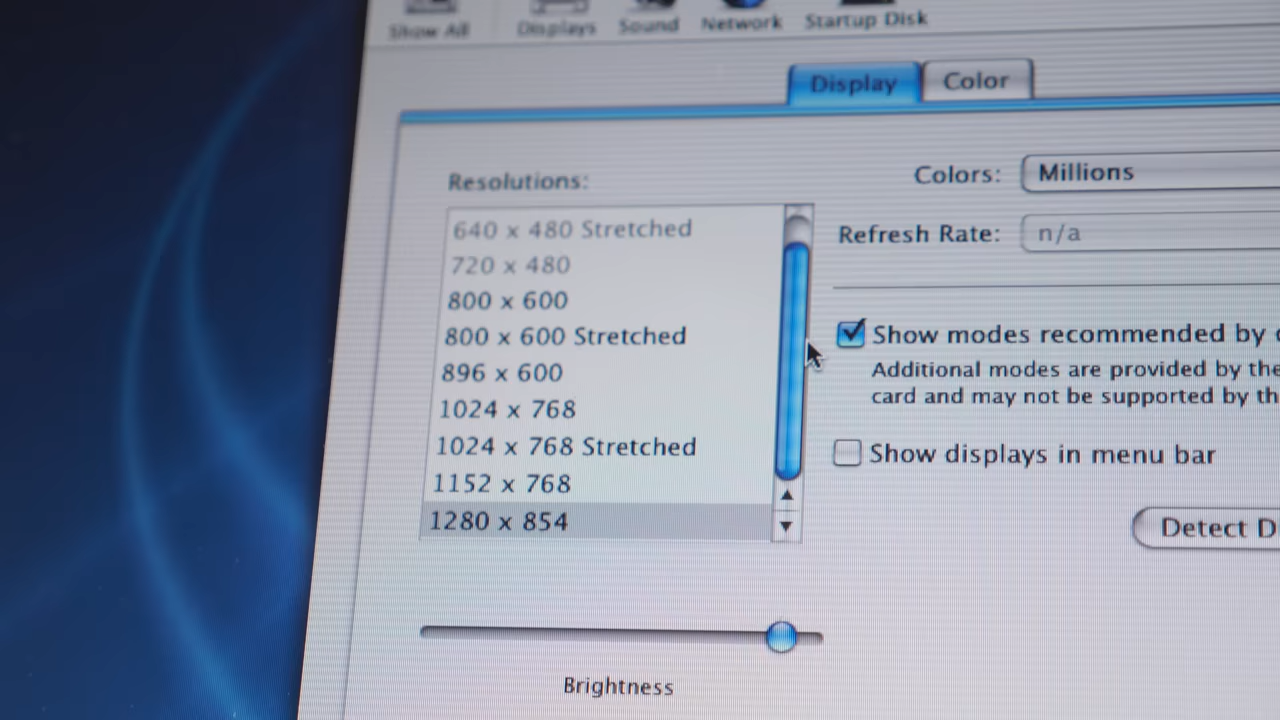 Show All Displays Sound Network Startup Disk
Display Color
Resolutions:
640 x 480 Stretched
720 x 480
800 x 600
800 x 600 Stretched
896 x 600
1024 x 768
1024 x 768 Stretched
1152 x 768
1280 x 854
Colors: Millions
Refresh Rate: n/a
Show modes recommended by
Additional modes are provided by the
card and may not be supported by th
Show displays in menu bar
Detect D
Brightness